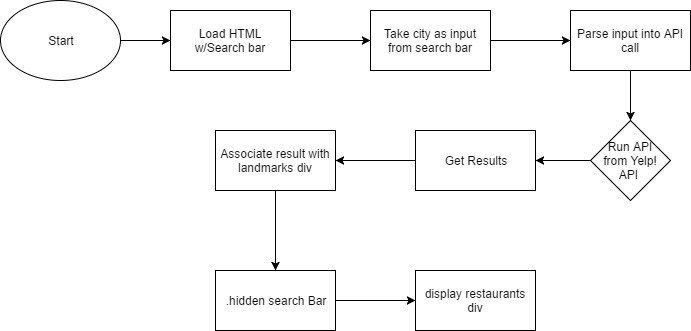 Start
Load HTML
w/Search bar
Take city as input
from search bar
Parse input into API
call
Run API
from Yelp!
API
Get Results
Associate result with
landmarks div
.hidden search Bar
display restaurants
div